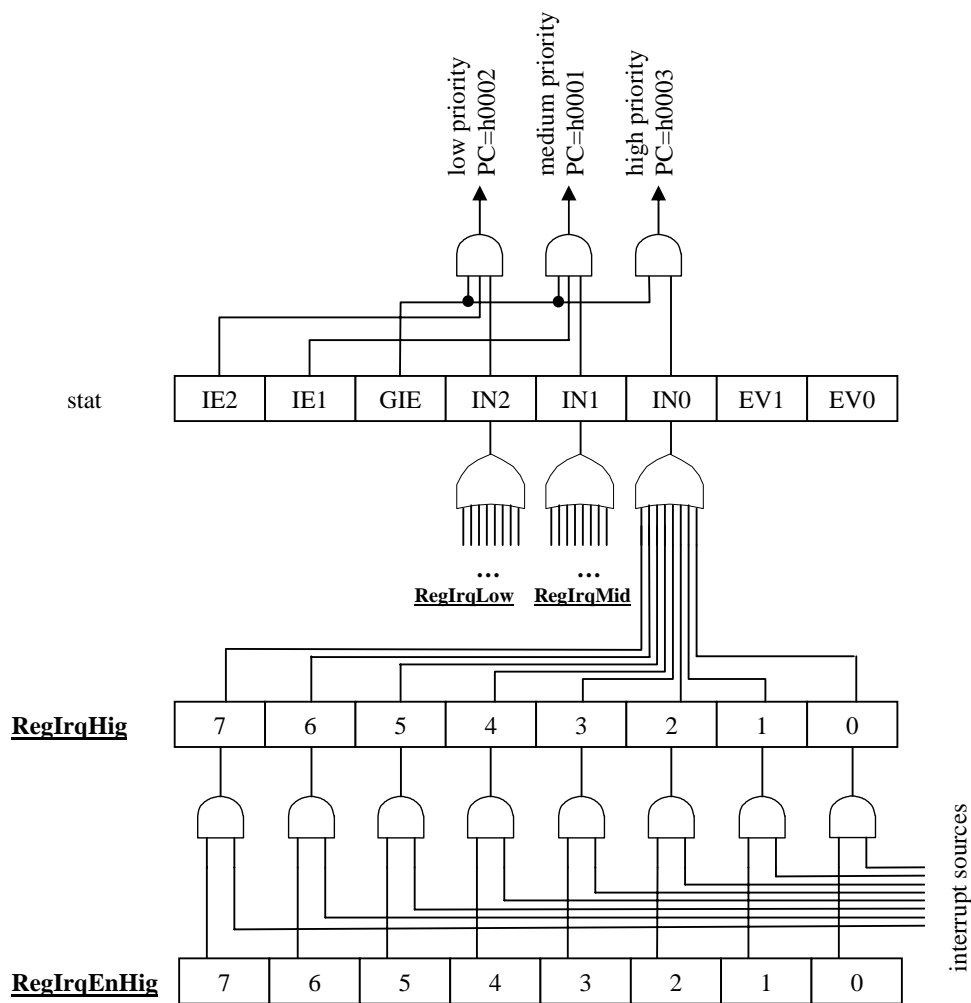 low priority
PC=h0002
medium priority
PC=h0001
high priority
PC=h0003
stat IE2 IE1 GIE IN2 IN1 IN0 EV1 EV0
... ...
RegIrqLow RegIrqMid
RegIrqHig 7 6 5 4 3 2 1 0
interrupt sources
RegIrqEnHig 7 6 5 4 3 2 1 0